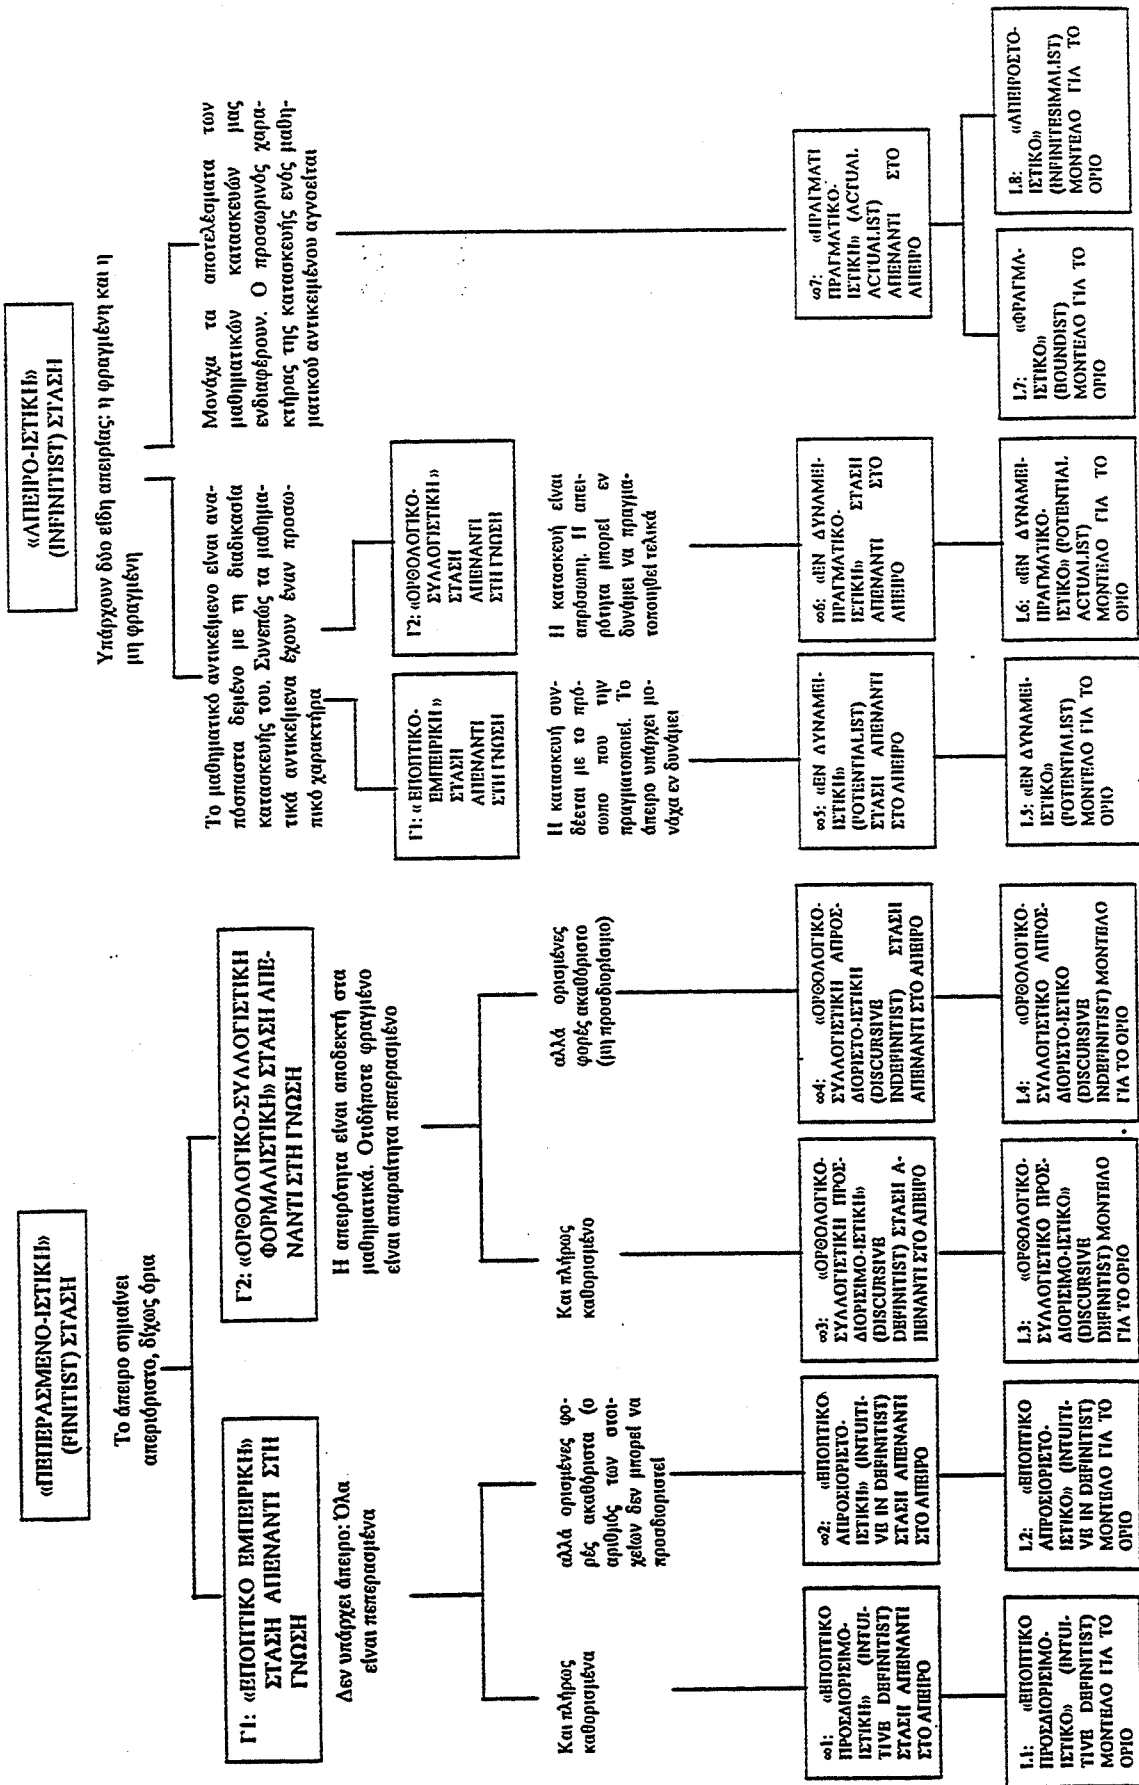 «ΠΕΠΕΡΑΣΜΕΝΟ-ΙΣΤΙΚΗ»
(FINITIST) ΣΤΑΣΗ
Το άπειρο σημαίνει
απεριόριστο, δίχως όρια
Γ1: «ΕΠΟΠΤΙΚΟ ΕΜΠΕΙΡΙΚΗ»
ΣΤΑΣΗ ΑΠΕΝΑΝΤΙ ΣΤΗ
ΓΝΩΣΗ
Δεν υπάρχει άπειρο: Όλα
είναι πεπερασμένα
Και πλήρως
καθορισμένα
αλλά ορισμένες φο-
ρές ακαθόριστα (ο
αριθμός των στοι-
χείων δεν μπορεί να
προσδιοριστεί
ω1: «ΕΠΟΠΤΙΚΟ
ΠΡΟΣΔΙΟΡΙΣΙΜΟ-
ΙΣΤΙΚΗ» (INTUI-
TIVE DEFINITIST)
ΣΤΑΣΗ ΑΠΕΝΑΝΤΙ
ΣΤΟ ΑΠΕΙΡΟ
ω2: «ΕΠΟΠΤΙΚΟ
ΑΠΡΟΣΙΟΡΙΣΤΟ-
ΙΣΤΙΚΗ» (INTUITI-
VE IN DEFINITIST)
ΣΤΑΣΗ ΑΠΕΝΑΝΤΙ
ΣΤΟ ΑΠΕΙΡΟ
L1: «ΕΠΟΠΤΙΚΟ
ΠΡΟΣΔΙΟΡΙΣΙΜΟ-
ΙΣΤΙΚΟ» (INTUI-
TIVE DEFINITIST)
ΜΟΝΤΕΛΟ ΓΙΑ ΤΟ
ΟΡΙΟ
L2: «ΕΠΟΠΤΙΚΟ
ΑΠΡΟΣΙΟΡΙΣΤΟ-
ΙΣΤΙΚΟ» (INTUITI-
VE IN DEFINITIST)
ΜΟΝΤΕΛΟ ΓΙΑ ΤΟ
ΟΡΙΟ
Γ2: «ΟΡΘΟΛΟΓΙΚΟ-ΣΥΛΛΟΓΙΣΤΙΚΗ
ΦΟΡΜΑΛΙΣΤΙΚΗ» ΣΤΑΣΗ ΑΠΕ-
ΝΑΝΤΙ ΣΤΗ ΓΝΩΣΗ
Η απειρότητα είναι αποδεκτή στα
μαθηματικά. Οτιδήποτε φραγμένο
είναι απαραίτητα πεπερασμένο
Και πλήρως
καθορισμένο
αλλά ορισμένες
φορές ακαθόριστο
(μη προσδιορίσιμο)
ω3: «ΟΡΘΟΛΟΓΙΚΟ-
ΣΥΛΛΟΓΙΣΤΙΚΗ ΠΡΟΣ-
ΔΙΟΡΙΣΙΜΟ-ΙΣΤΙΚΗ»
(DISCURSIVE
DEFINITIST) ΣΤΑΣΗ Α-
ΠΕΝΑΝΤΙ ΣΤΟ ΑΠΕΙΡΟ
ω4: «ΟΡΘΟΛΟΓΙΚΟ-
ΣΥΛΛΟΓΙΣΤΙΚΗ ΑΠΡΟΣ-
ΔΙΟΡΙΣΤΟ-ΙΣΤΙΚΗ
(DISCURSIVE
INDEFINITIST) ΣΤΑΣΗ
ΑΠΕΝΑΝΤΙ ΣΤΟ ΑΠΕΙΡΟ
L3: «ΟΡΘΟΛΟΓΙΚΟ-
ΣΥΛΛΟΓΙΣΤΙΚΟ ΠΡΟΣ-
ΔΙΟΡΙΣΙΜΟ-ΙΣΤΙΚΟ»
(DISCURSIVE
DEFINITIST) ΜΟΝΤΕΛΟ
ΓΙΑ ΤΟ ΟΡΙΟ
L4: «ΟΡΘΟΛΟΓΙΚΟ-
ΣΥΛΛΟΓΙΣΤΙΚΟ ΑΠΡΟΣ-
ΔΙΟΡΙΣΤΟ-ΙΣΤΙΚΟ
(DISCURSIVE
INDEFINITIST) ΜΟΝΤΕΛΟ
ΓΙΑ ΤΟ ΟΡΙΟ
«ΑΠΕΙΡΟ-ΙΣΤΙΚΗ»
(INFINITIST) ΣΤΑΣΗ
Υπάρχουν δύο είδη απειρίας: η φραγμένη και η
μη φραγμένη
Το μαθηματικό αντικείμενο είναι ανα-
πόσπαστα δεμένο με τη διαδικασία
κατασκευής του. Συνεπώς τα μαθημα-
τικά αντικείμενα έχουν έναν προσω-
πικό χαρακτήρα
Γ1: « ΕΠΟΠΤΙΚΟ-
ΕΜΠΕΙΡΙΚΗ»
ΣΤΑΣΗ
ΑΠΕΝΑΝΤΙ
ΣΤΗ ΓΝΩΣΗ
Γ2: «ΟΡΘΟΛΟΓΙΚΟ-
ΣΥΛΛΟΓΙΣΤΙΚΗ »
ΣΤΑΣΗ
ΑΠΕΝΑΝΤΙ
ΣΤΗ ΓΝΩΣΗ
Η κατασκευή συν-
δέεται με το πρό-
σωπο που την
πραγματοποιεί. Το
άπειρο υπάρχει μο-
νάχα εν δυνάμει
Η κατασκευή είναι
απρόσωπη. Η απει-
ρότητα μπορεί εν
δυνάμει να πραγμα-
τοποιηθεί τελικά
ω5: «ΕΝ ΔΥΝΑΜΕΙ-
ΙΣΤΙΚΗ»
(POTENTIALIST)
ΣΤΑΣΗ ΑΠΕΝΑΝΤΙ
ΣΤΟ ΑΠΕΙΡΟ
ω6: «ΕΝ ΔΥΝΑΜΕΙ-
ΠΡΑΓΜΑΤΙΚΟ-
ΙΣΤΙΚΗ» ΣΤΑΣΗ
ΑΠΕΝΑΝΤΙ ΣΤΟ
ΑΠΕΙΡΟ
L5: «ΕΝ ΔΥΝΑΜΕΙ-
ΙΣΤΙΚΟ»
(POTENTIALIST)
ΜΟΝΤΕΛΟ ΓΙΑ ΤΟ
ΟΡΙΟ
L6: «ΕΝ ΔΥΝΑΜΕΙ-
ΠΡΑΓΜΑΤΙΚΟ-
ΙΣΤΙΚΟ» (POTENTIAL
ACTUALIST)
ΜΟΝΤΕΛΟ ΓΙΑ ΤΟ
ΟΡΙΟ
Μονάχα τα αποτελέσματα των
μαθηματικών κατασκευών μας
ενδιαφέρουν. Ο προσωρινός χαρα-
κτήρας της κατασκευής ενός μαθη-
ματικού αντικειμένου αγνοείται
ω7: «ΠΡΑΓΜΑΤΙ
ΠΡΑΓΜΑΤΙΚΟ-
ΙΣΤΙΚΗ» (ACTUAL
ACTUALIST)
ΑΠΕΝΑΝΤΙ ΣΤΟ
ΑΠΕΙΡΟ
L7: «ΦΡΑΓΜΑ-
ΙΣΤΙΚΟ»
(BOUNDIST)
ΜΟΝΤΕΛΟ ΓΙΑ ΤΟ
ΟΡΙΟ
L8: «ΑΠΕΙΡΟΣΤΟ-
ΙΣΤΙΚΟ»
(INFINITESIMALIST)
ΜΟΝΤΕΛΟ ΓΙΑ ΤΟ
ΟΡΙΟ